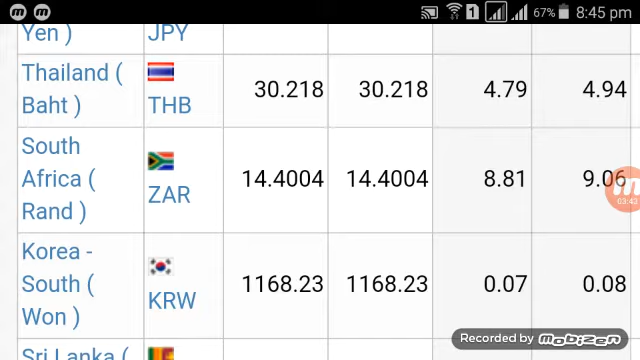 67% 8:45 pm
Yen ) JPY
Thailand (
Baht )
THB
30.218 30.218 4.79 4.94
South
Africa (
Rand )
ZAR
14.4004 14.4004 8.81 9.06
03:43
Korea -
South (
Won )
KRW
1168.23 1168.23 0.07 0.08
Recorded by Mobizen
Sri Lanka (